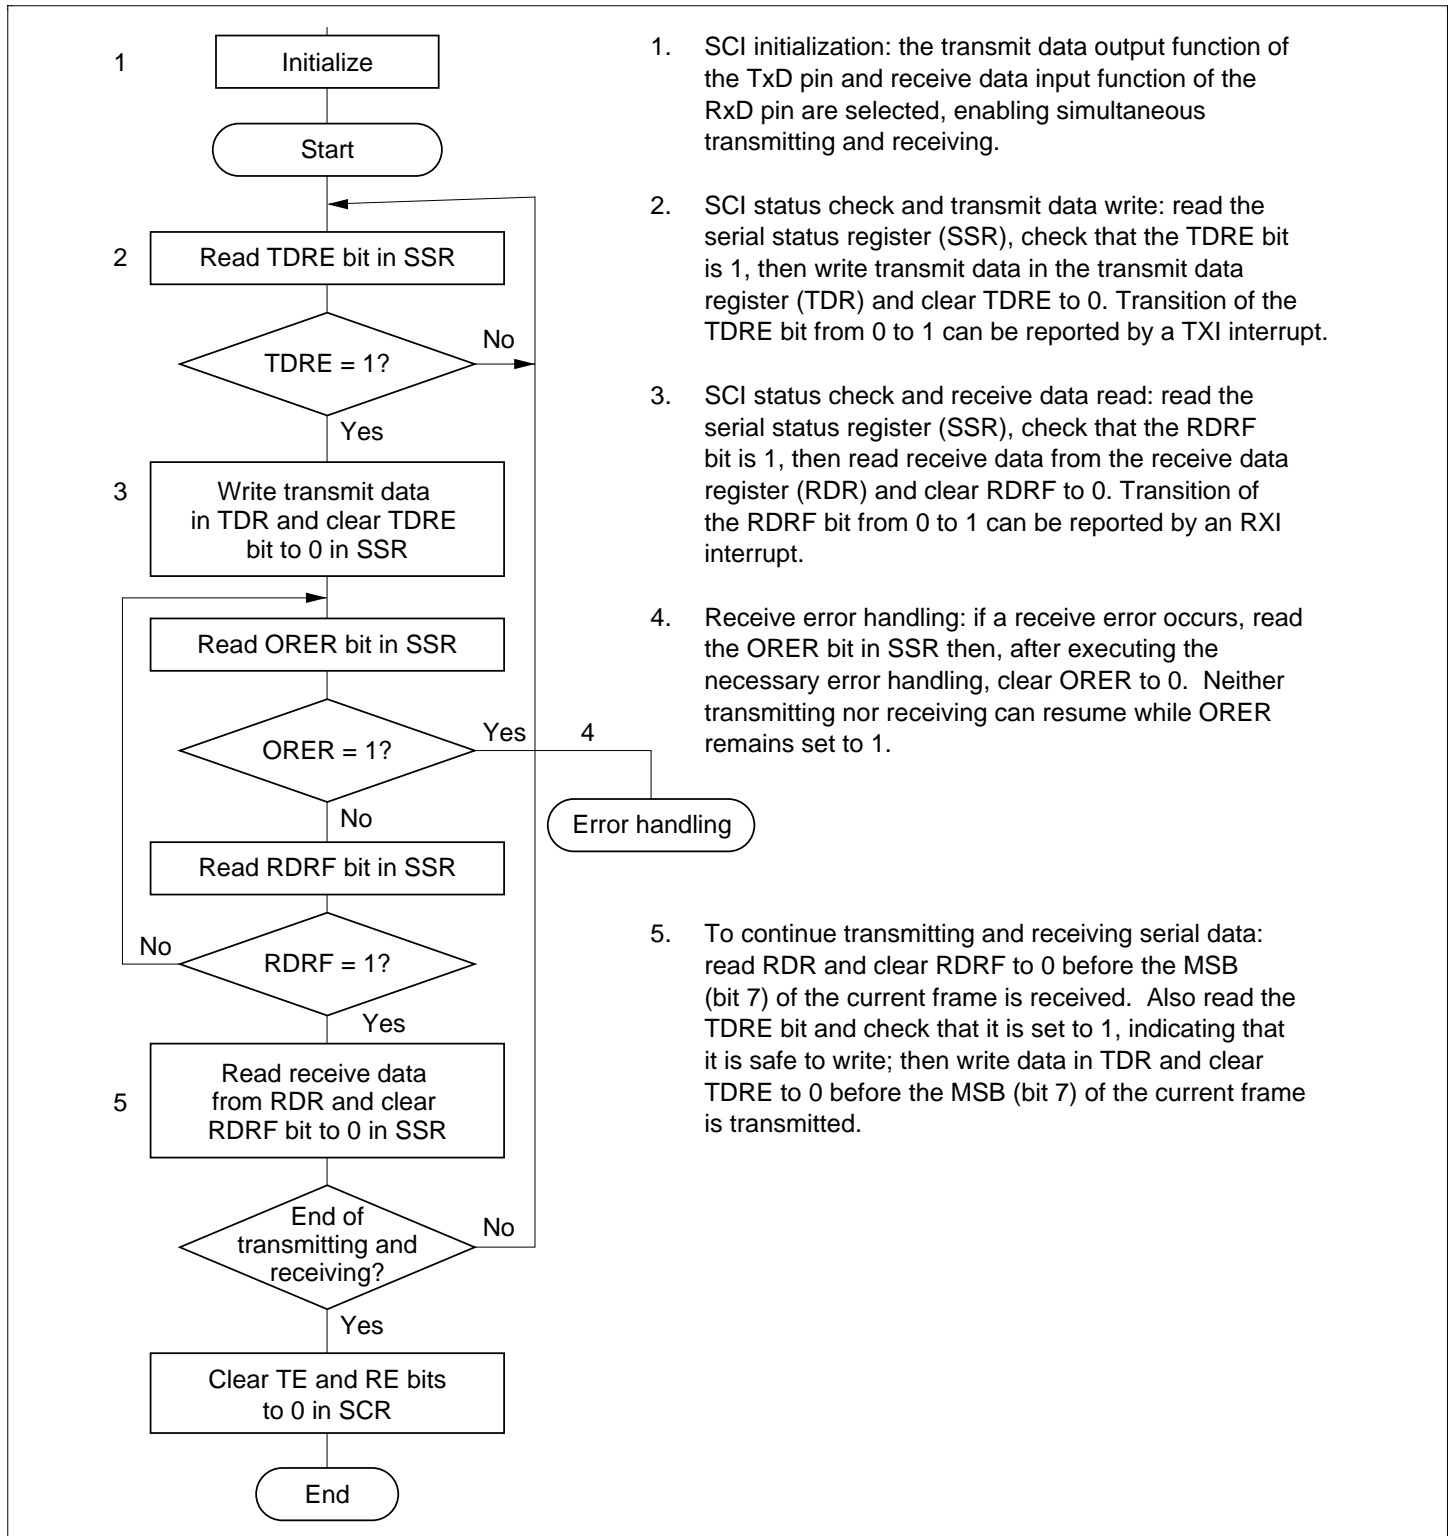 1
Initialize
Start
2
Read TDRE bit in SSR
TDRE = 1?
No
Yes
3
Write transmit data
in TDR and clear TDRE
bit to 0 in SSR
Read ORER bit in SSR
ORER = 1?
Yes
4
Error handling
No
Read RDRF bit in SSR
No
RDRF = 1?
Yes
5
Read receive data
from RDR and clear
RDRF bit to 0 in SSR
End of
transmitting and
receiving?
No
Yes
Clear TE and RE bits
to 0 in SCR
End
1. SCI initialization: the transmit data output function of
the TxD pin and receive data input function of the
RxD pin are selected, enabling simultaneous
transmitting and receiving.
2. SCI status check and transmit data write: read the
serial status register (SSR), check that the TDRE bit
is 1, then write transmit data in the transmit data
register (TDR) and clear TDRE to 0. Transition of the
TDRE bit from 0 to 1 can be reported by a TXI interrupt.
3. SCI status check and receive data read: read the
serial status register (SSR), check that the RDRF
bit is 1, then read receive data from the receive data
register (RDR) and clear RDRF to 0. Transition of
the RDRF bit from 0 to 1 can be reported by an RXI
interrupt.
4. Receive error handling: if a receive error occurs, read
the ORER bit in SSR then, after executing the
necessary error handling, clear ORER to 0. Neither
transmitting nor receiving can resume while ORER
remains set to 1.
5. To continue transmitting and receiving serial data:
read RDR and clear RDRF to 0 before the MSB
(bit 7) of the current frame is received. Also read the
TDRE bit and check that it is set to 1, indicating that
it is safe to write; then write data in TDR and clear
TDRE to 0 before the MSB (bit 7) of the current frame
is transmitted.